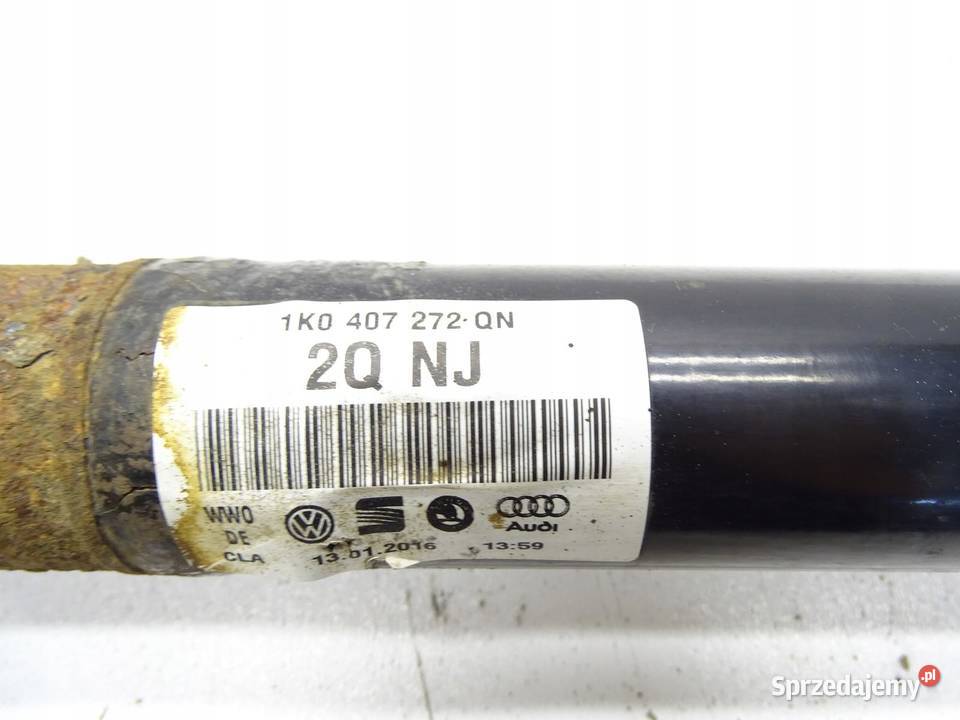 1K0 407 272 QN
2Q NJ
WWO
DE
CLA
Audi
13.01.2016 13:59
Sprzedajemy.pl